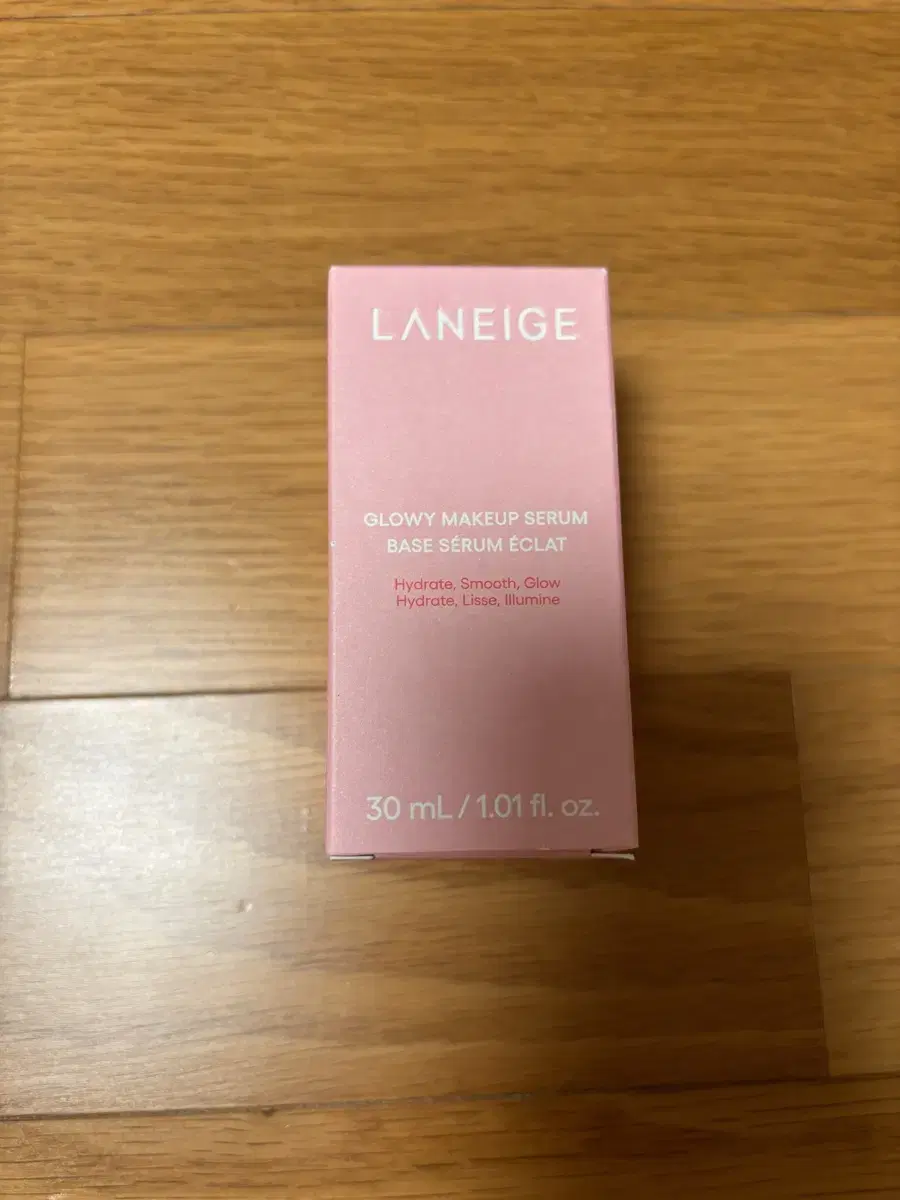 LANEIGE
GLOWY MAKEUP SERUM
BASE SÉRUM ÉCLAT
Hydrate, Smooth, Glow
Hydrate, Lisse, Illumine
30 mL / 1.01 fl. oz.